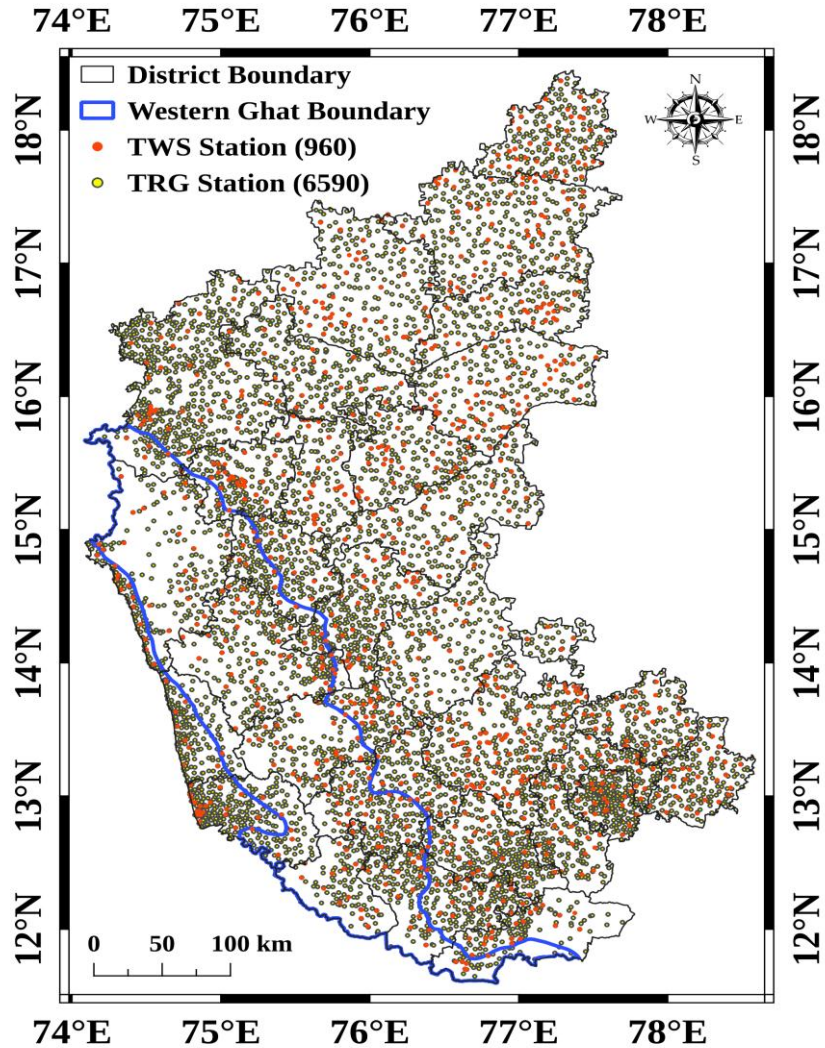 74°E 75°E 76°E 77°E 78°E
District Boundary
Western Ghat Boundary
TWS Station (960)
TRG Station (6590)
N
W E
S
18°N 18°N
17°N 17°N
16°N 16°N
15°N 15°N
14°N 14°N
13°N 13°N
12°N 12°N
0 50 100 km
74°E 75°E 76°E 77°E 78°E